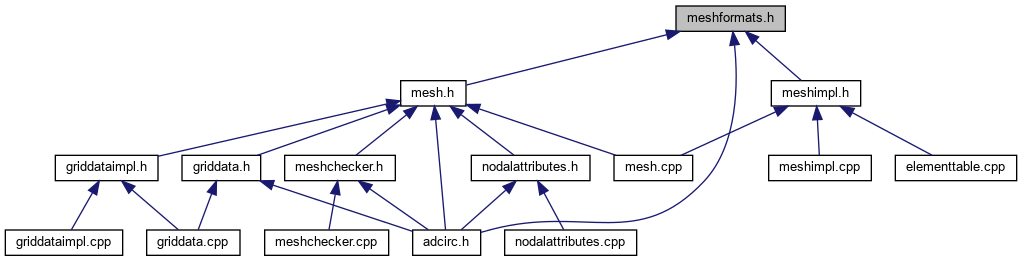 meshformats.h
mesh.h
meshimpl.h
griddataimpl.h
griddata.h
meshchecker.h
nodalattributes.h
mesh.cpp
meshimpl.cpp
elementtable.cpp
griddataimpl.cpp
griddata.cpp
meshchecker.cpp
adcirc.h
nodalattributes.cpp